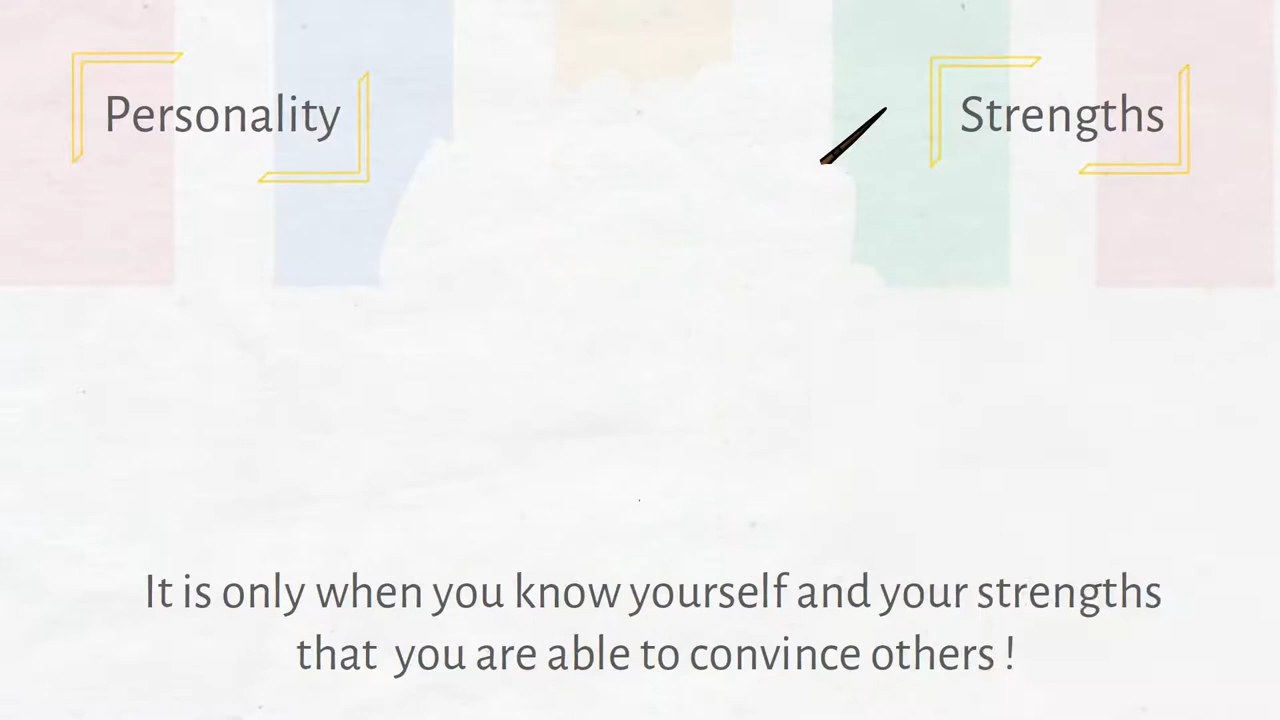 Personality
Strengths
It is only when you know yourself and your strengths
that you are able to convince others !